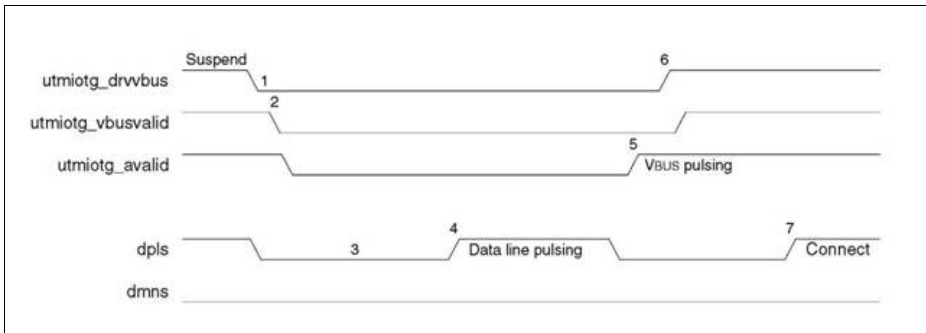 Suspend
6
utmiotg_drvvbus
1
2
utmiotg_vbusvalid
5
utmiotg_avalid
VBUS pulsing
4
7
dpls
3
Data line pulsing
Connect
dmns